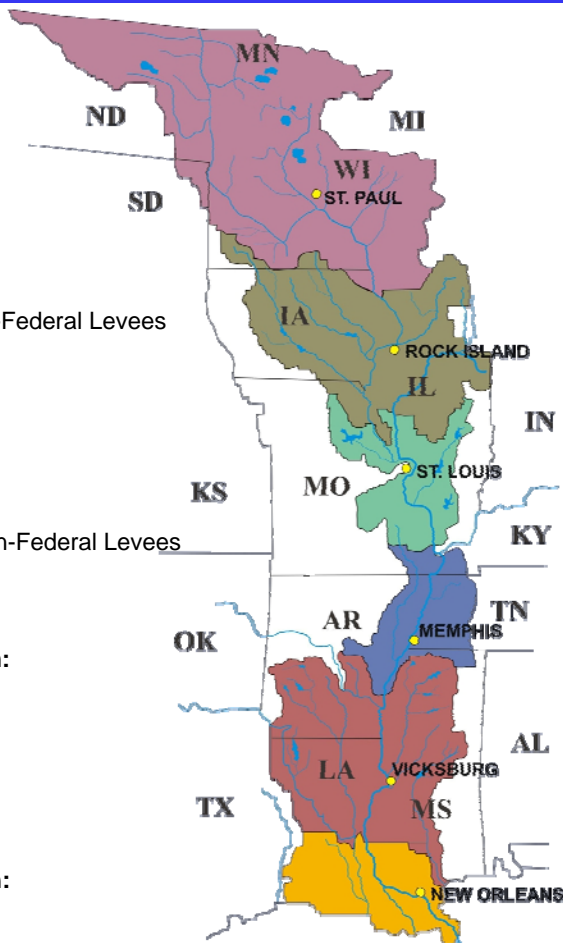 MN
ND
MI
WI
SD
ST. PAUL
-Federal Levees
IA
ROCK ISLAND
IL
IN
ST. LOUIS
MO
KS
KY
n-Federal Levees
TN
AR
MEMPHIS
OK
n:
AL
LA
VICKSBURG
TX
MS
n:
NEW ORLEANS